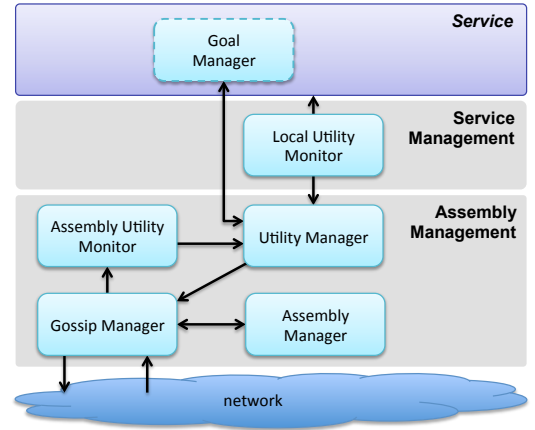 Service
Goal
Manager
Service
Management
Local Utility
Monitor
Assembly
Management
Assembly Utility
Monitor
Utility Manager
Gossip Manager
Assembly
Manager
network